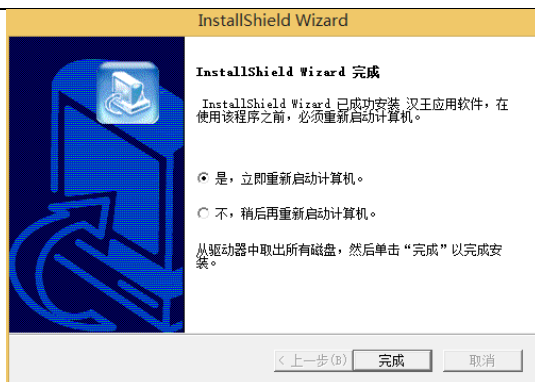 InstallShield Wizard
InstallShield Wizard 完成
InstallShield Wizard 已成功安装 汉王应用软件，在
使用该程序之前，必须重新启动计算机。
是，立即重新启动计算机。
不，稍后再重新启动计算机。
从驱动器中取出所有磁盘，然后单击“完成”以完成安
装。
< 上一步(B) 完成 取消